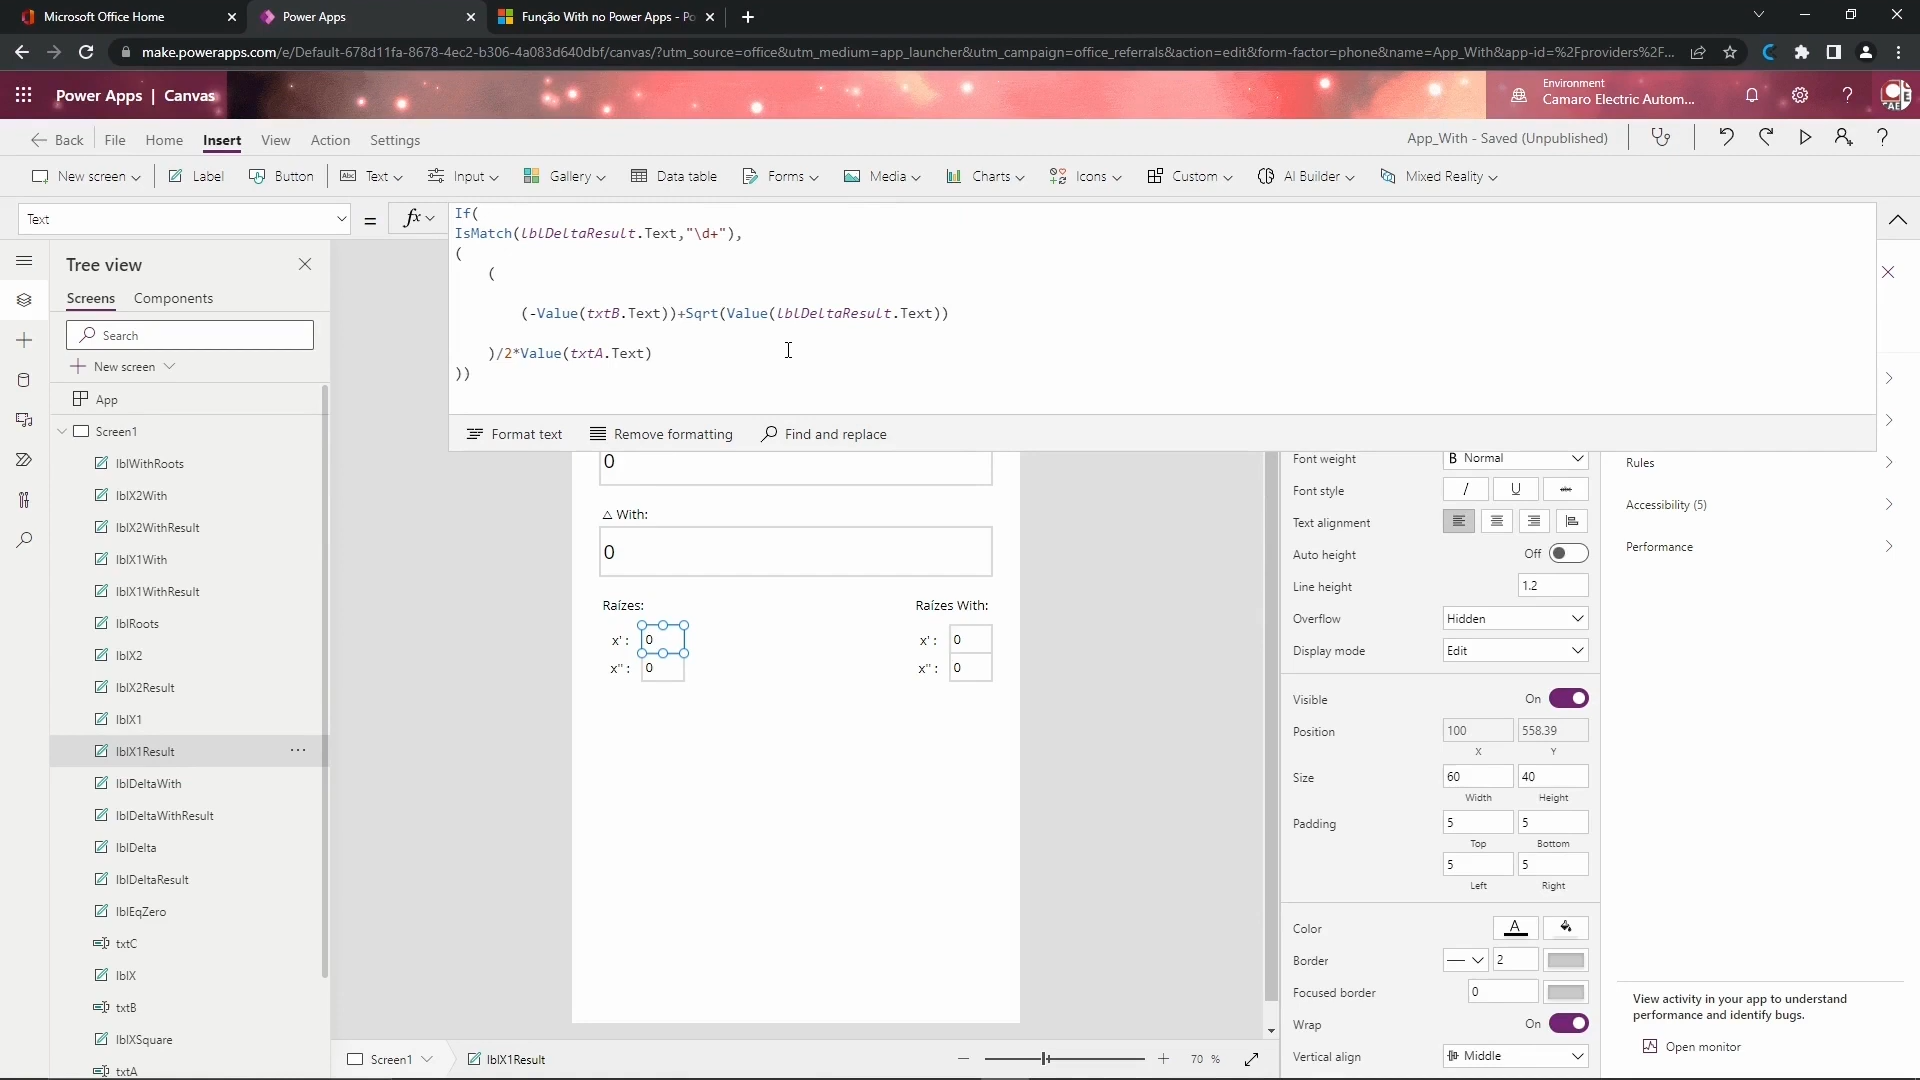 Microsoft Office Home
Power Apps
Função With no Power Apps - Po
make.powerapps.com/e/Default-678d11fa-8678-4ec2-b306-4a083d640dbf/canvas/?utm_source=office&utm_medium=app_launcher&utm_campaign=office_referrals&action=edit&form-factor=phone&name=App_With&app-id=%2Fproviders%2F...
Power Apps | Canvas
Environment
Camaro Electric Autom...
AE
Back
File
Home
Insert
View
Action
Settings
App_With - Saved (Unpublished)
New screen
Label
Button
Abc
Text
Input
Gallery
Data table
Forms
Media
Charts
Icons
Custom
AI Builder
Mixed Reality
Text
=
fx
If(
IsMatch(lblDeltaResult.Text,"\d+"),
(
(
(-Value(txtB.Text))+Sqrt(Value(lblDeltaResult.Text))
)/2*Value(txtA.Text)
))
Format text
Remove formatting
Find and replace
Tree view
Screens
Components
Search
New screen
App
Screen1
lblWithRoots
lblX2With
lblX2WithResult
lblX1With
lblX1WithResult
lblRoots
lblX2
lblX2Result
lblX1
lblX1Result
lblDeltaWith
lblDeltaWithResult
lblDelta
lblDeltaResult
lblEqZero
txtC
lblX
txtB
lblXSquare
txtA
0
△ With:
0
Raízes:
x' :
0
x'' :
0
Raízes With:
x' :
0
x'' :
0
Screen1
lblX1Result
70 %
Font weight
B Normal
Font style
/
U
abc
Text alignment
Auto height
Off
Line height
1.2
Overflow
Hidden
Display mode
Edit
Visible
On
Position
100
558.39
X
Y
Size
60
40
Width
Height
Padding
5
5
Top
Bottom
5
5
Left
Right
Color
A
Border
2
Focused border
0
Wrap
On
Vertical align
Middle
Rules
Accessibility (5)
Performance
View activity in your app to understand
performance and identify bugs.
Open monitor